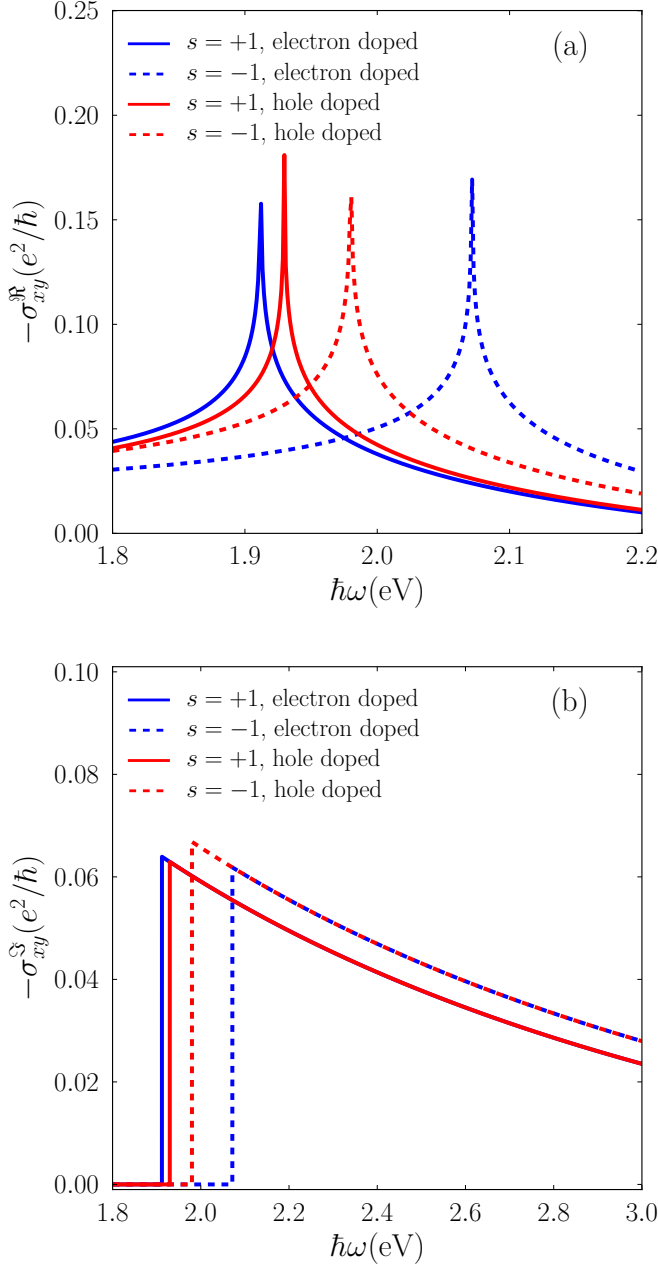 0.25
(a)
s = +1, electron doped
s = −1, electron doped
s = +1, hole doped
s = −1, hole doped
0.20
0.15
0.10
0.05
0.00
−σ_xy^ℜ(e²/ħ)
1.8 1.9 2.0 2.1 2.2
ħω(eV)
0.10
(b)
s = +1, electron doped
s = −1, electron doped
s = +1, hole doped
s = −1, hole doped
0.08
0.06
0.04
0.02
0.00
−σ_xy^ℑ(e²/ħ)
1.8 2.0 2.2 2.4 2.6 2.8 3.0
ħω(eV)